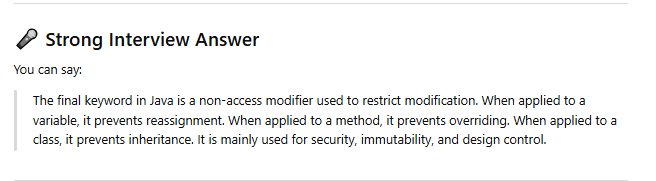 🎤 Strong Interview Answer
You can say:
The final keyword in Java is a non-access modifier used to restrict modification. When applied to a
variable, it prevents reassignment. When applied to a method, it prevents overriding. When applied to a
class, it prevents inheritance. It is mainly used for security, immutability, and design control.